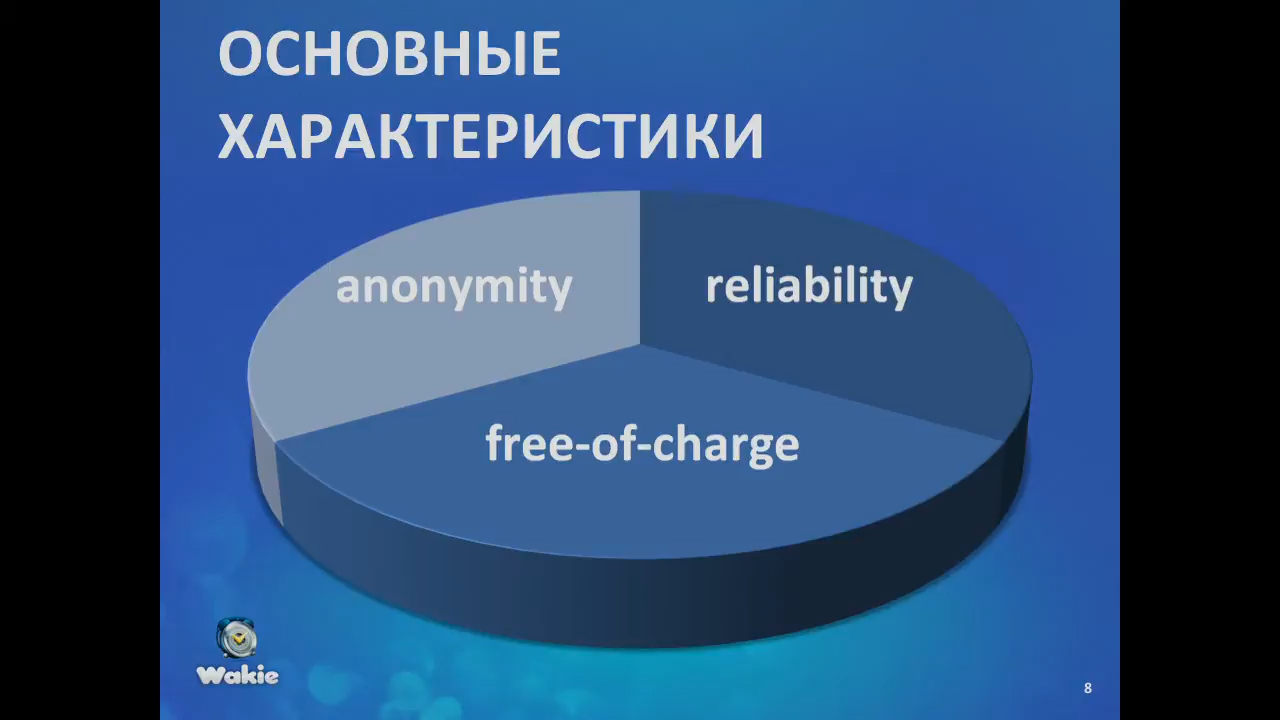 ОСНОВНЫЕ
ХАРАКТЕРИСТИКИ
anonymity
reliability
free-of-charge
Wakie
8